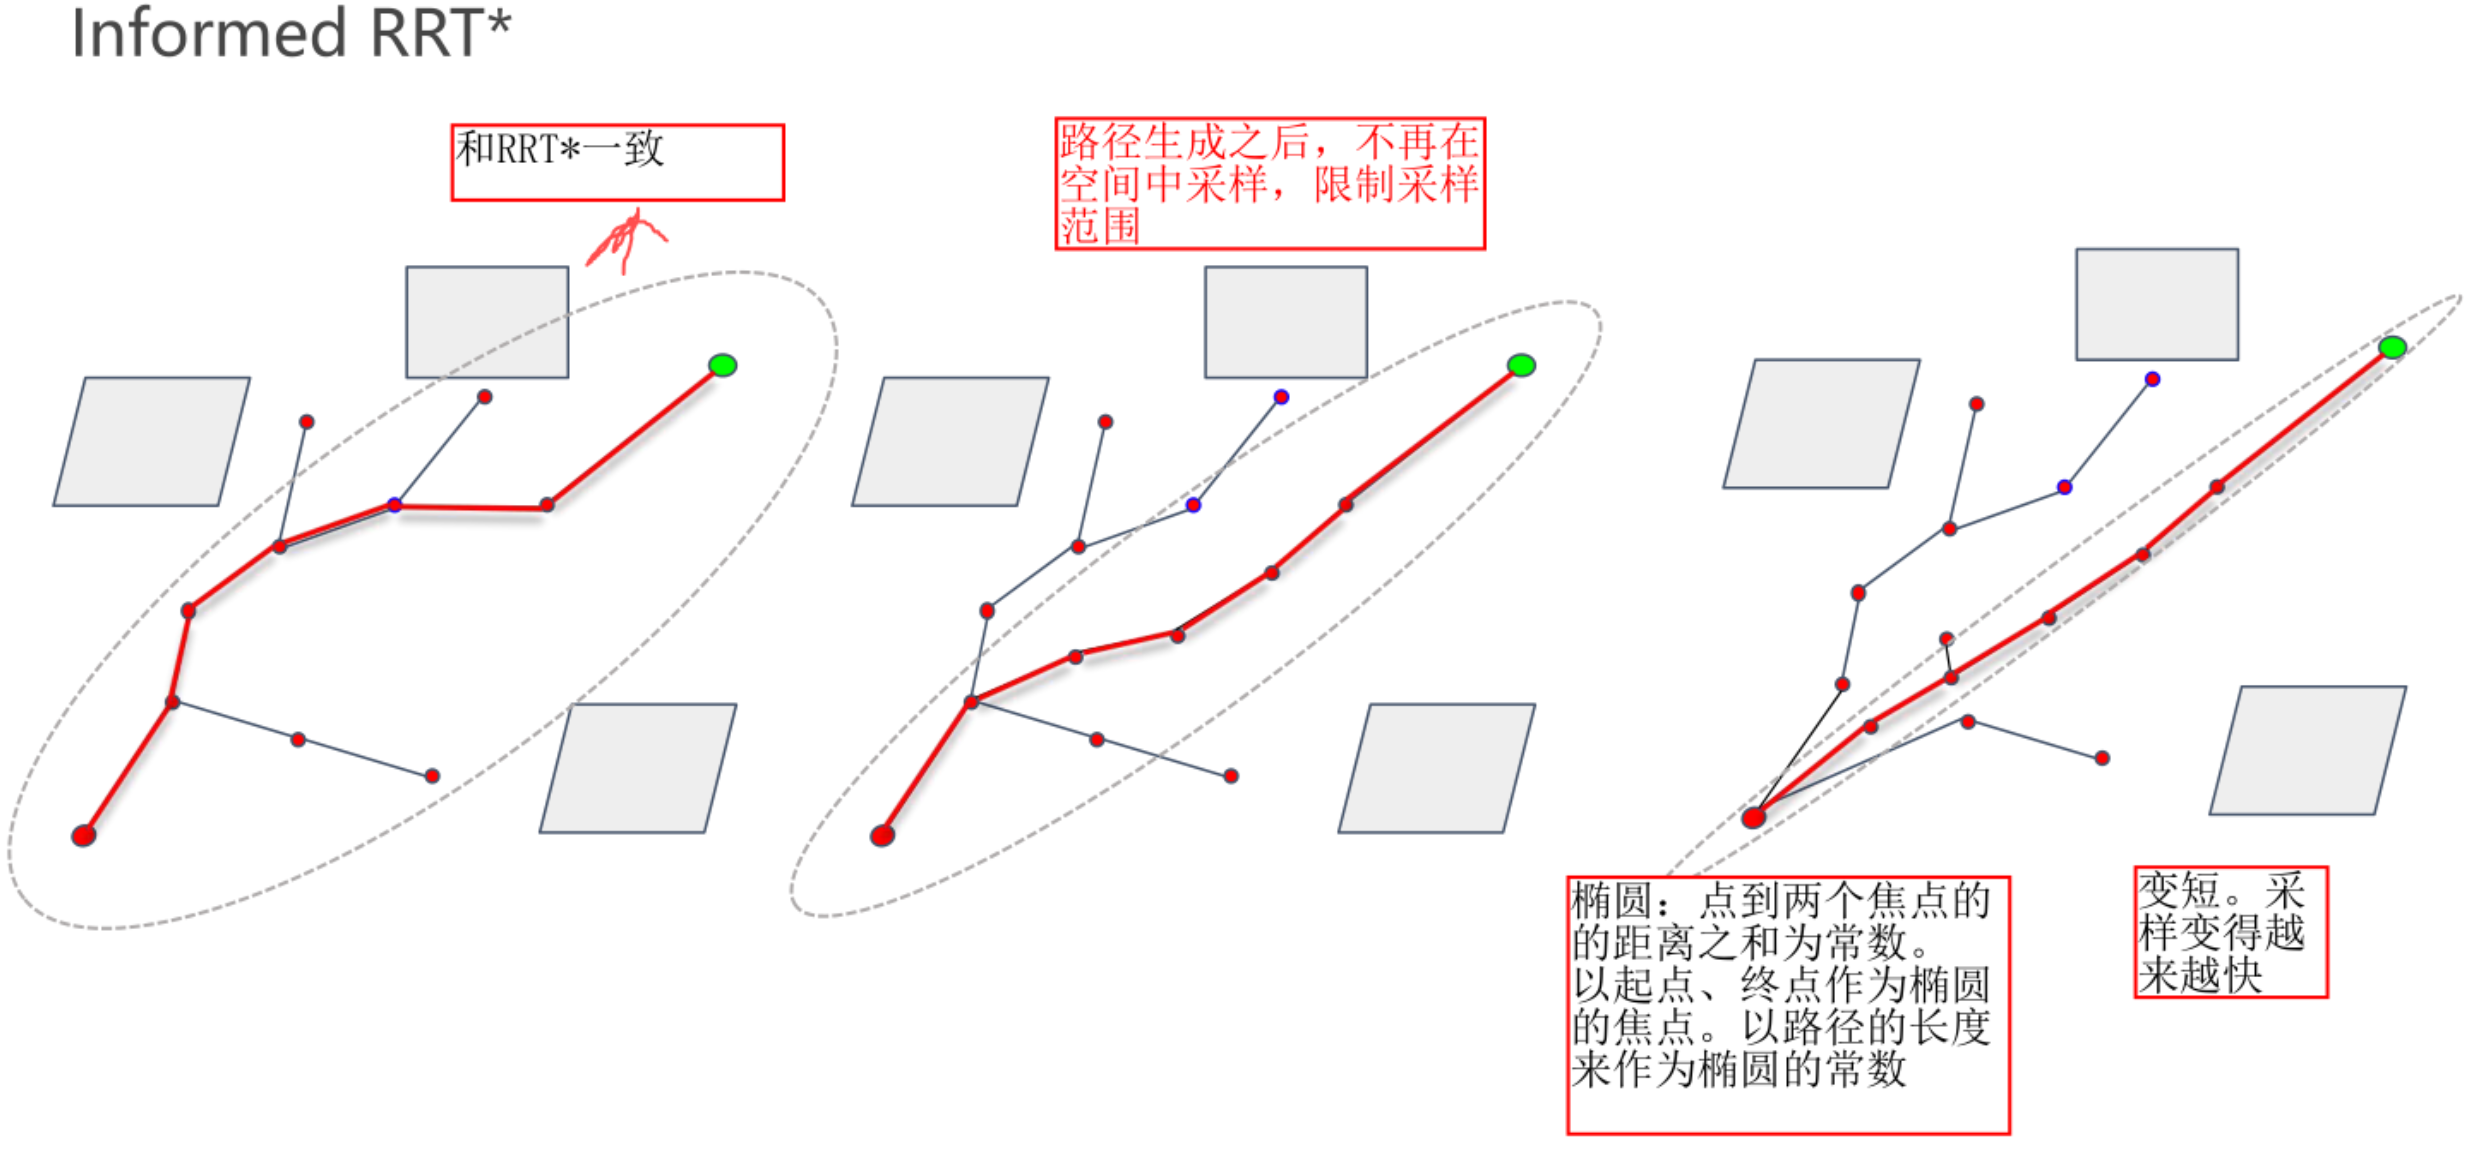 Informed RRT*
和RRT*一致
路径生成之后，不再在
空间中采样，限制采样
范围
椭圆：点到两个焦点的
的距离之和为常数。
以起点、终点作为椭圆
的焦点。以路径的长度
来作为椭圆的常数
变短。采
样变得越
来越快